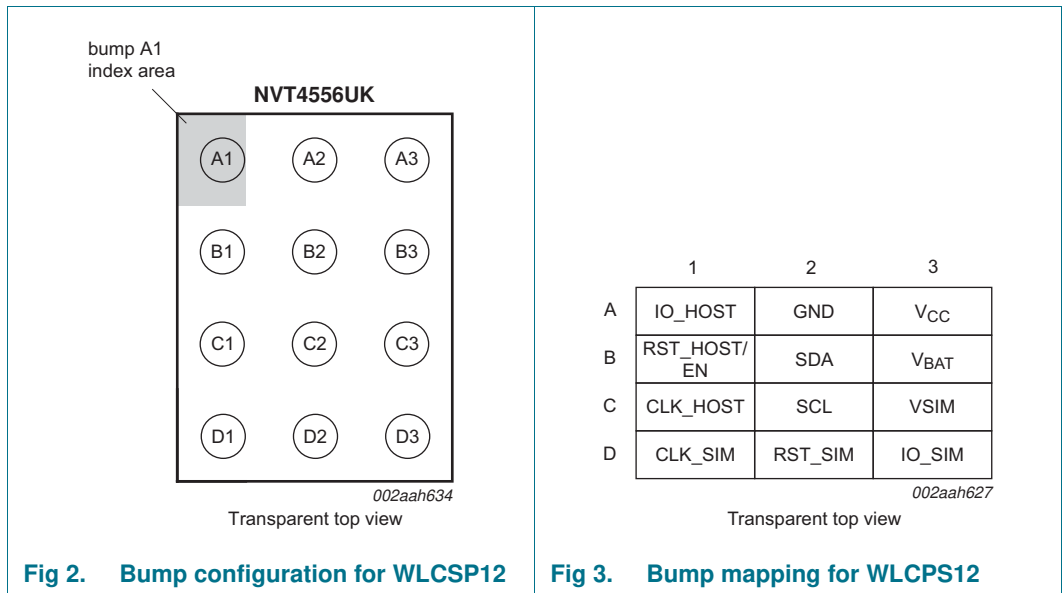 bump A1
index area
NVT4556UK
A1 A2 A3
B1 B2 B3
C1 C2 C3
D1 D2 D3
002aah634
Transparent top view
Fig 2. Bump configuration for WLCSP12
1 2 3
A IO_HOST GND VCC
B RST_HOST/ EN SDA VBAT
C CLK_HOST SCL VSIM
D CLK_SIM RST_SIM IO_SIM
002aah627
Transparent top view
Fig 3. Bump mapping for WLCPS12